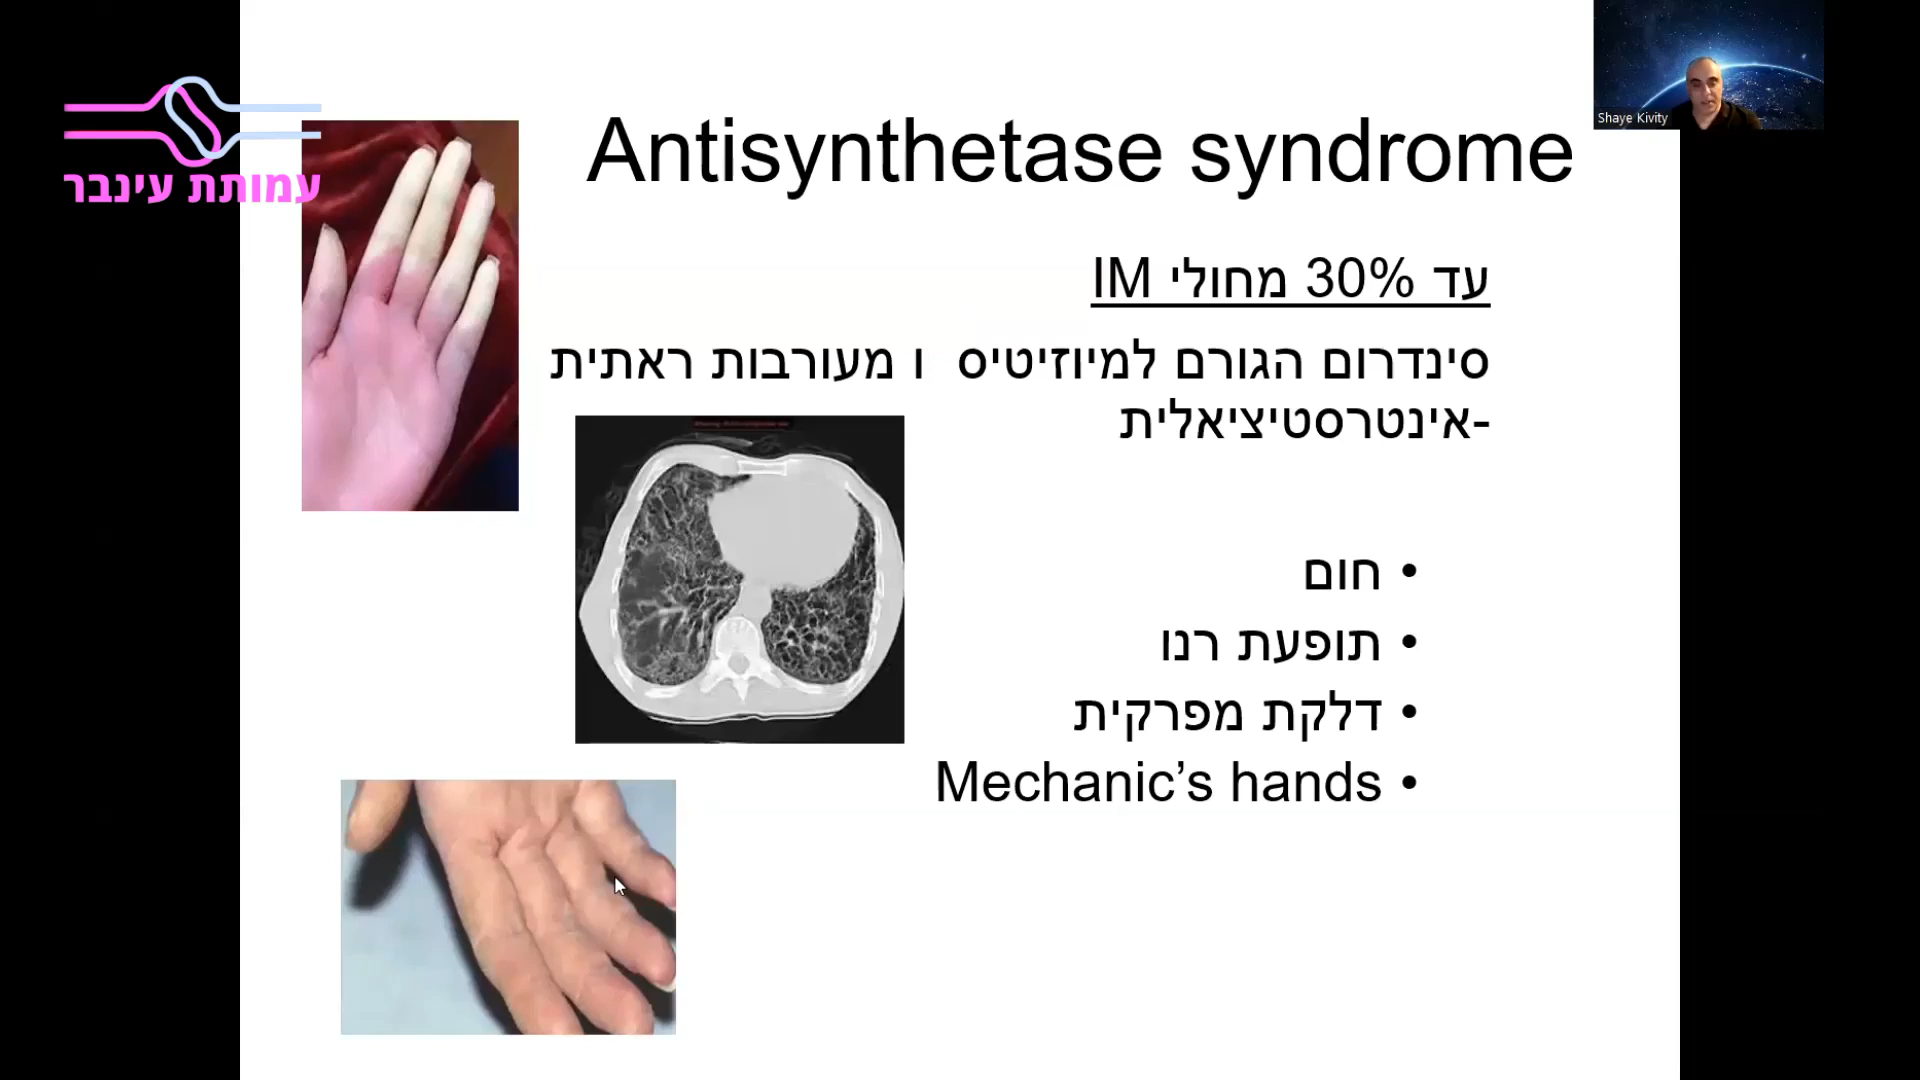 עמותת עינבר
Shaye Kivity
Antisynthetase syndrome
עד 30% מחולי IM
סינדרום הגורם למיוזיטיס ו מעורבות ראתית
-אינטרסטיציאלית
• חום
• תופעת רנו
• דלקת מפרקית
• Mechanic’s hands